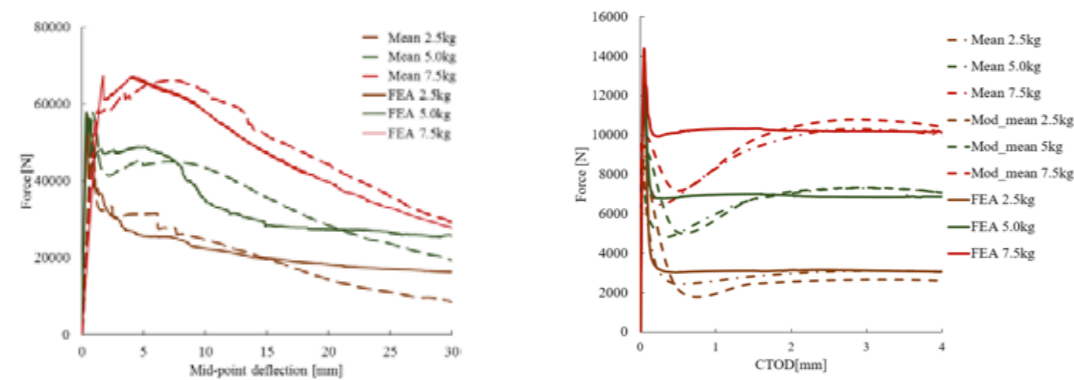 80000
60000
40000
20000
0
Force[N]
0 5 10 15 20 25 30
Mid-point deflection [mm]
Mean 2.5kg
Mean 5.0kg
Mean 7.5kg
FEA 2.5kg
FEA 5.0kg
FEA 7.5kg
16000
14000
12000
10000
8000
6000
4000
2000
0
Force [N]
0 1 2 3 4
CTOD[mm]
Mean 2.5kg
Mean 5.0kg
Mean 7.5kg
Mod_mean 2.5kg
Mod_mean 5kg
Mod_mean 7.5kg
FEA 2.5kg
FEA 5.0kg
FEA 7.5kg